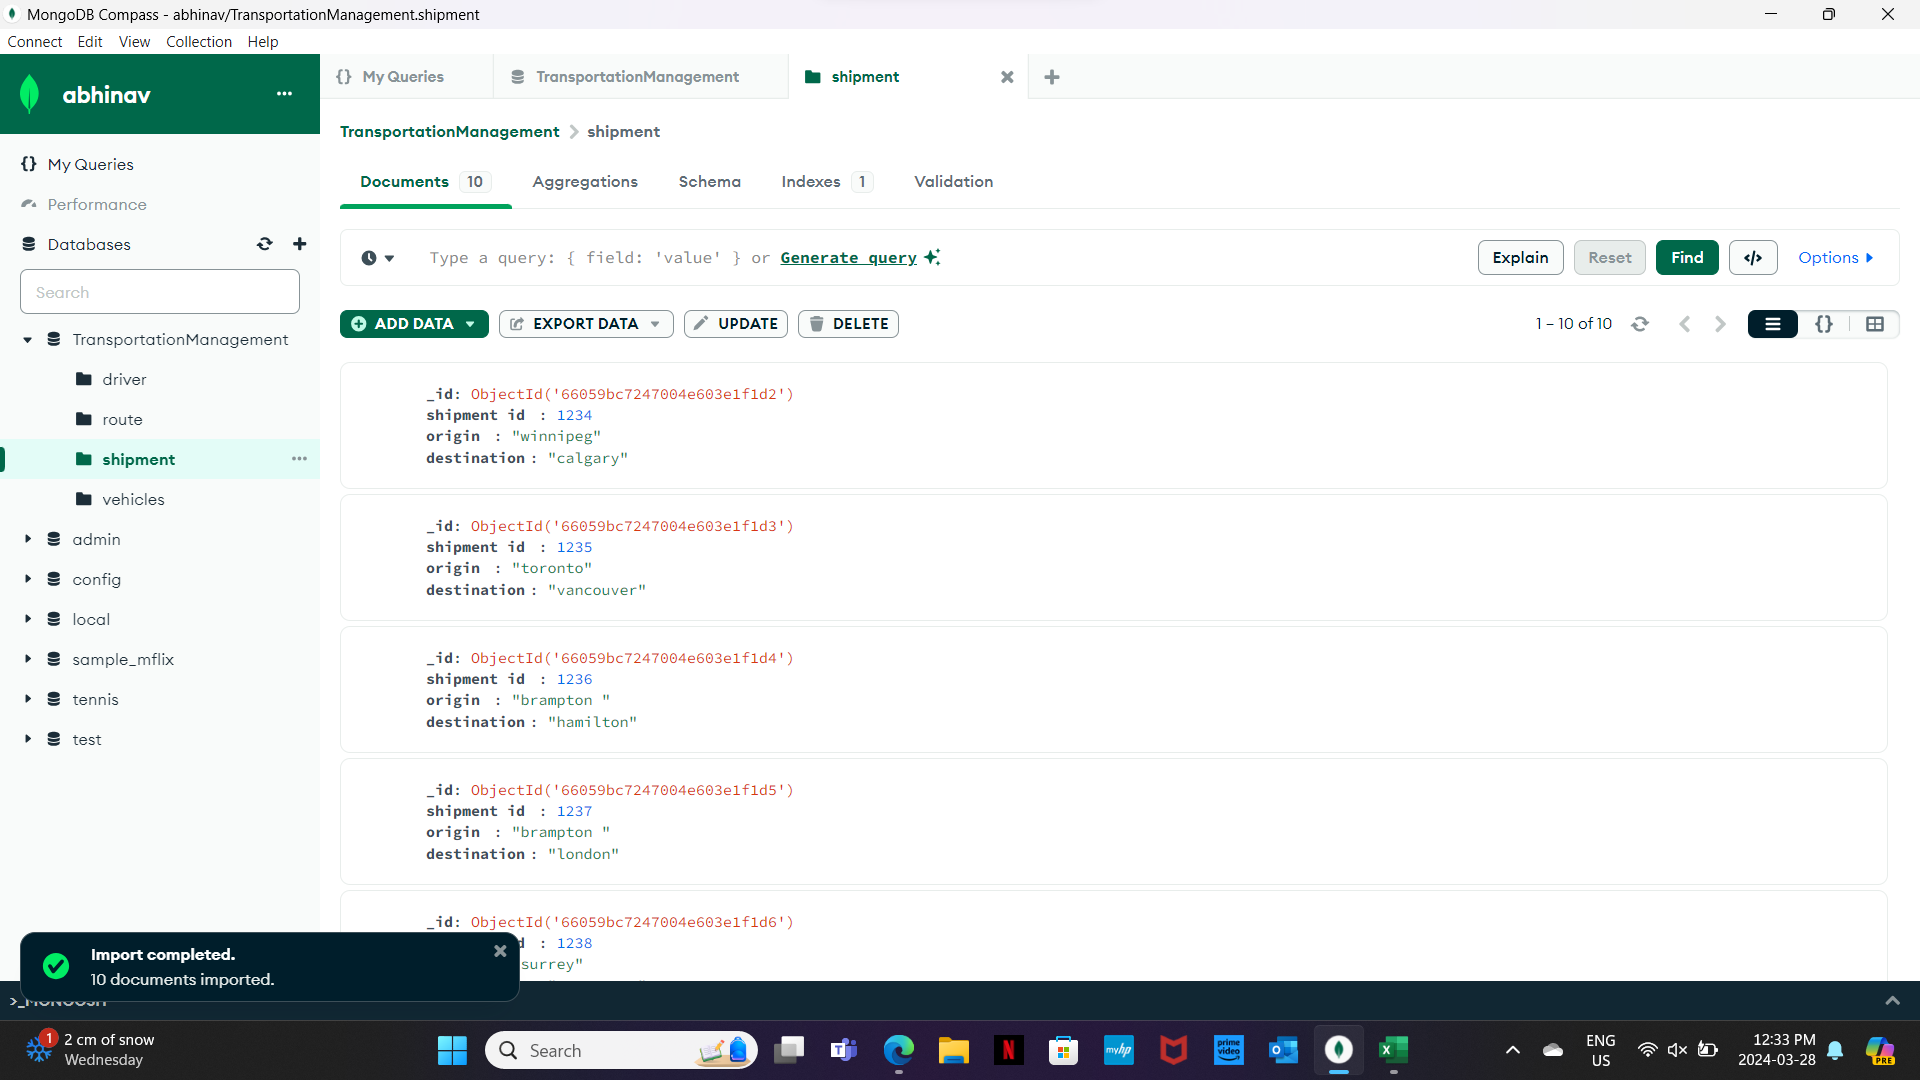 MongoDB Compass - abhinav/TransportationManagement.shipment
Connect Edit View Collection Help
abhinav
{} My Queries
Performance
Databases
Search
TransportationManagement
driver
route
shipment
vehicles
admin
config
local
sample_mflix
tennis
test
{} My Queries
TransportationManagement
shipment
TransportationManagement > shipment
Documents 10 Aggregations Schema Indexes 1 Validation
Type a query: { field: 'value' } or Generate query
Explain Reset Find </> Options
ADD DATA EXPORT DATA UPDATE DELETE
1 – 10 of 10
{}
_id: ObjectId('66059bc7247004e603e1f1d2')
shipment id : 1234
origin : "winnipeg"
destination : "calgary"
_id: ObjectId('66059bc7247004e603e1f1d3')
shipment id : 1235
origin : "toronto"
destination : "vancouver"
_id: ObjectId('66059bc7247004e603e1f1d4')
shipment id : 1236
origin : "brampton "
destination : "hamilton"
_id: ObjectId('66059bc7247004e603e1f1d5')
shipment id : 1237
origin : "brampton "
destination : "london"
_id: ObjectId('66059bc7247004e603e1f1d6')
d : 1238
surrey"
Import completed.
10 documents imported.
>_MONGOSH
1
2 cm of snow
Wednesday
Search
T
N
myhp
prime video
O
X
ENG
US
12:33 PM
2024-03-28
PRE